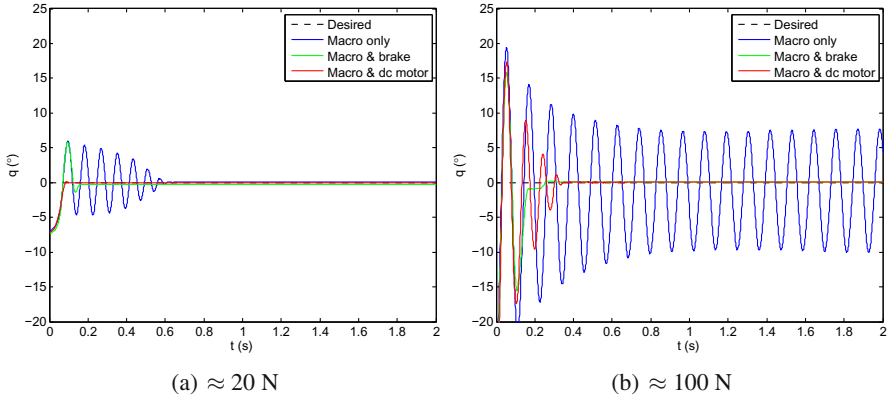 25
20
15
10
5
0
−5
−10
−15
−20
q (°)
0 0.2 0.4 0.6 0.8 1 1.2 1.4 1.6 1.8 2
t (s)
Desired
Macro only
Macro & brake
Macro & dc motor
(a) ≈ 20 N
25
20
15
10
5
0
−5
−10
−15
−20
q (°)
0 0.2 0.4 0.6 0.8 1 1.2 1.4 1.6 1.8 2
t (s)
Desired
Macro only
Macro & brake
Macro & dc motor
(b) ≈ 100 N